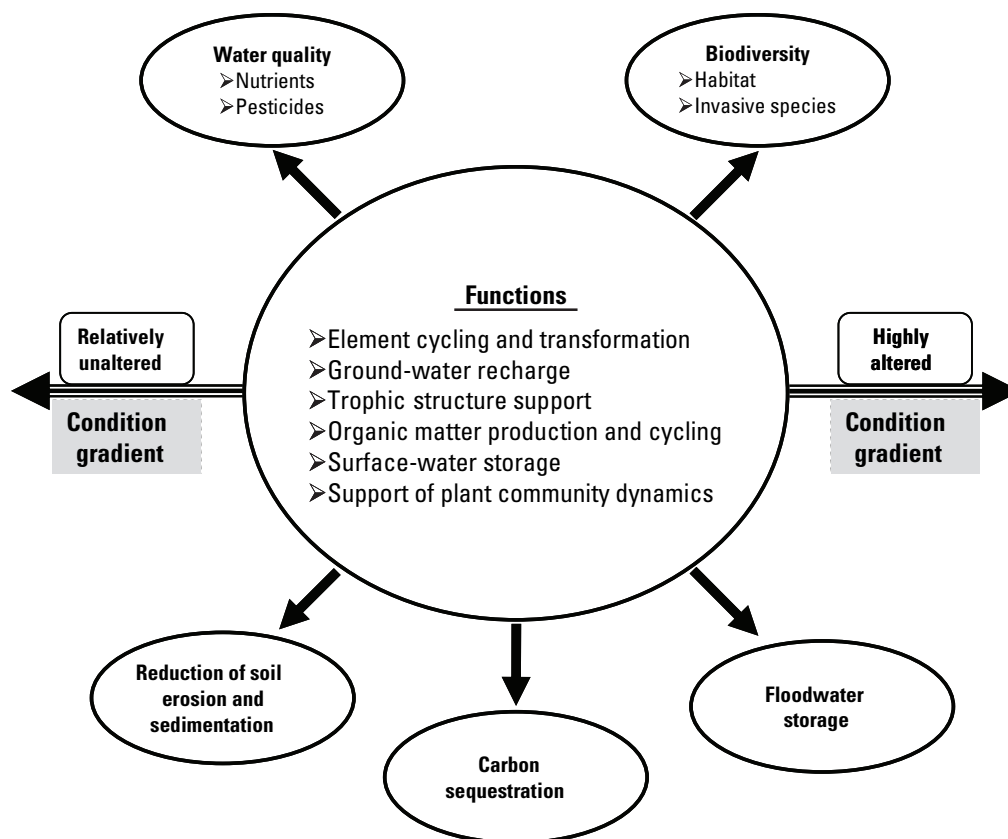 Water quality
➢Nutrients
➢Pesticides
Biodiversity
➢Habitat
➢Invasive species
Functions
➢Element cycling and transformation
➢Ground-water recharge
➢Trophic structure support
➢Organic matter production and cycling
➢Surface-water storage
➢Support of plant community dynamics
Relatively
unaltered
Condition
gradient
Highly
altered
Condition
gradient
Reduction of soil
erosion and
sedimentation
Carbon
sequestration
Floodwater
storage